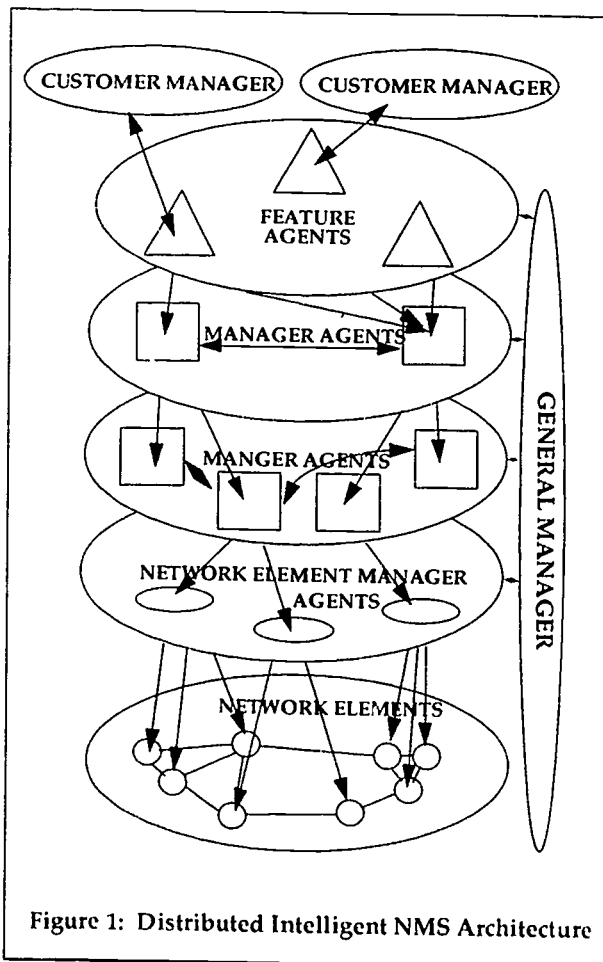 CUSTOMER MANAGER
CUSTOMER MANAGER
FEATURE
AGENTS
MANAGER AGENTS
MANGER AGENTS
NETWORK ELEMENT MANAGER
AGENTS
NETWORK ELEMENTS
GENERAL MANAGER
Figure 1: Distributed Intelligent NMS Architecture